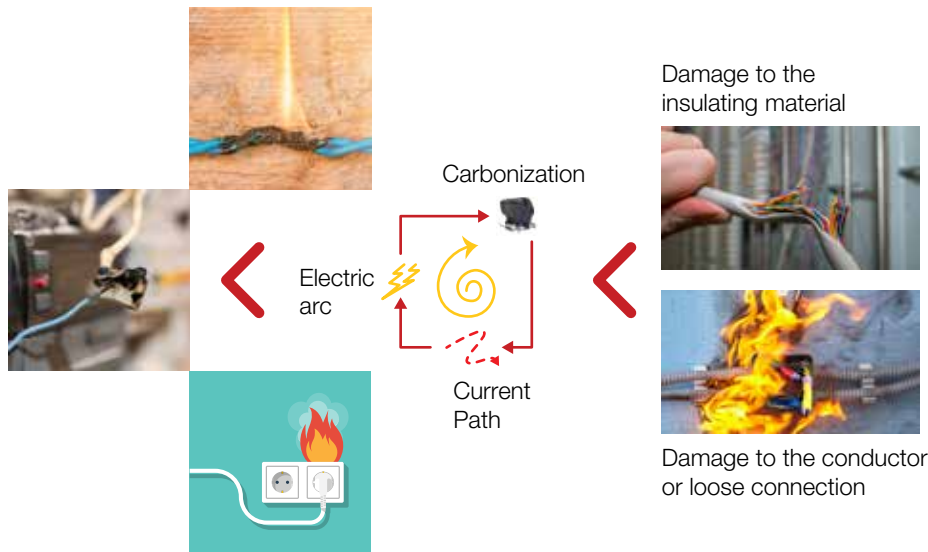 Damage to the
insulating material
Carbonization
Electric
arc
Current
Path
Damage to the conductor
or loose connection